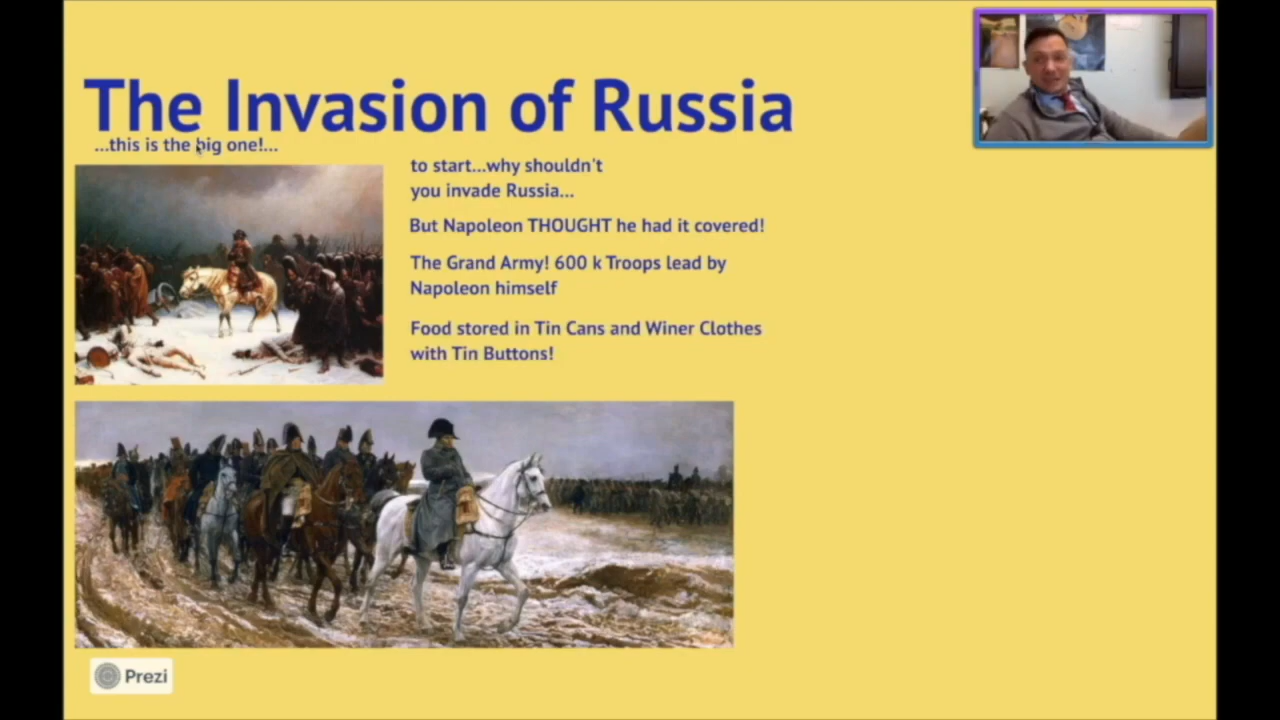 The Invasion of Russia
...this is the big one!...
to start...why shouldn't
you invade Russia...
But Napoleon THOUGHT he had it covered!
The Grand Army! 600 k Troops lead by
Napoleon himself
Food stored in Tin Cans and Winer Clothes
with Tin Buttons!
Prezi